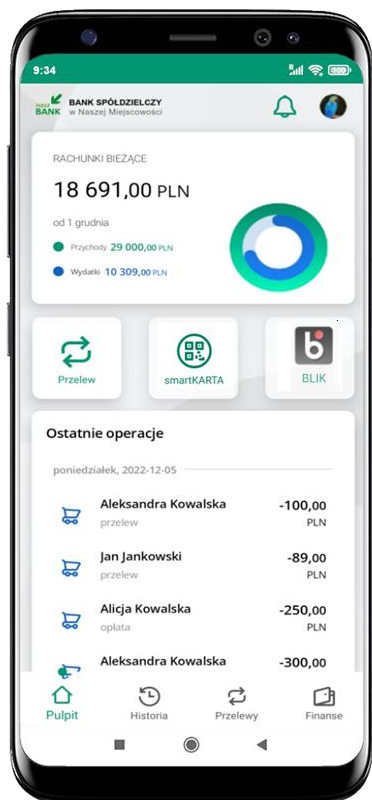 9:34
nasz
BANK
BANK SPÓŁDZIELCZY
w Naszej Miejscowości
RACHUNKI BIEŻĄCE
18 691,00 PLN
od 1 grudnia
Przychody 29 000,00 PLN
Wydatki 10 309,00 PLN
Przelew
smartKARTA
b
BLIK
Ostatnie operacje
poniedziałek, 2022-12-05
Aleksandra Kowalska -100,00
przelew PLN
Jan Jankowski -89,00
przelew PLN
Alicja Kowalska -250,00
opłata PLN
Aleksandra Kowalska -300,00
Pulpit
Historia
Przelewy
Finanse